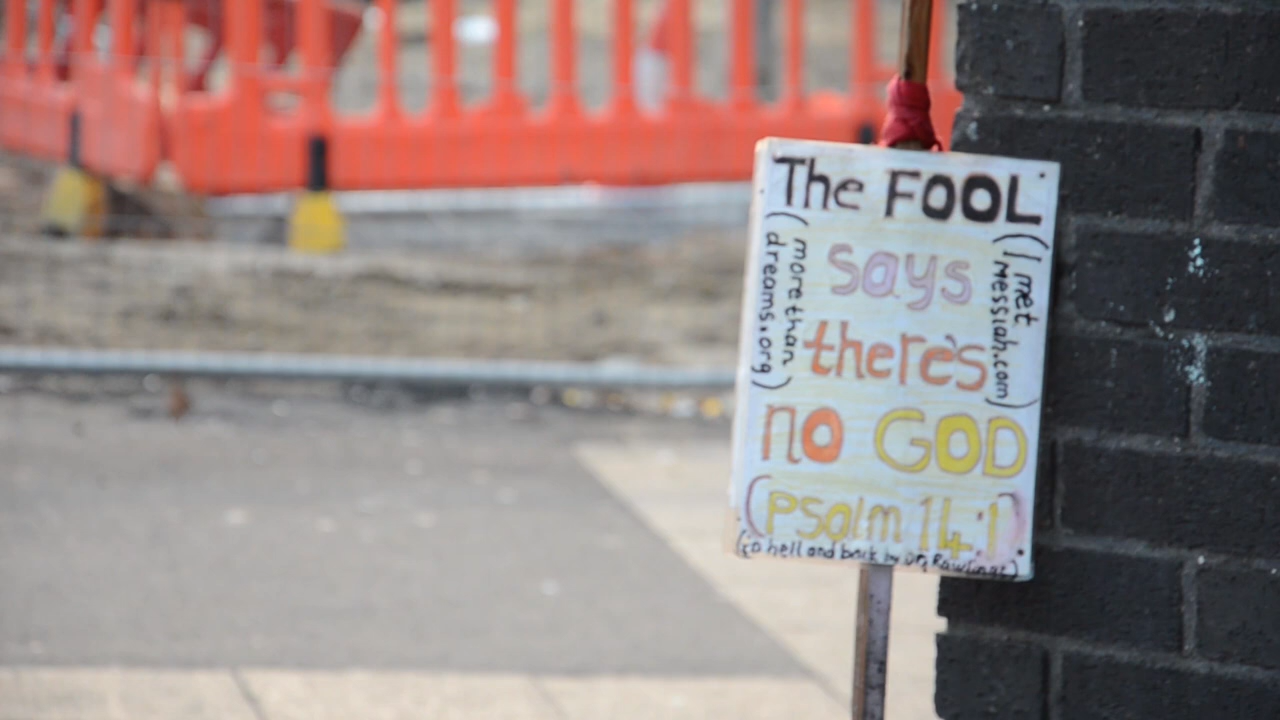 The FOOL
says
there's
no GOD
(psalm 14:1)
(more than
dreams.org)
(I met
Messiah.com)
(to hell and back by Dr Rawlings)